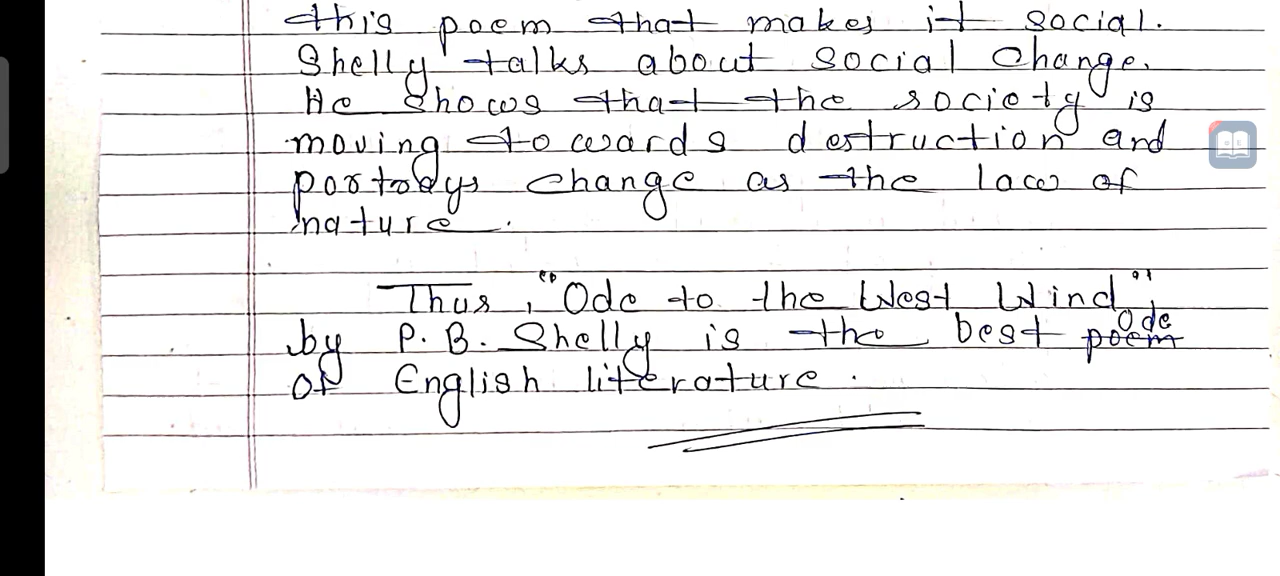 this poem that makes it social.
Shelly talks about social change.
He shows that the society is
moving towards destruction and
portrays change as the law of
nature.
Thus, "Ode to the West Wind"
by P. B. Shelly is the best poem Ode
of English literature.